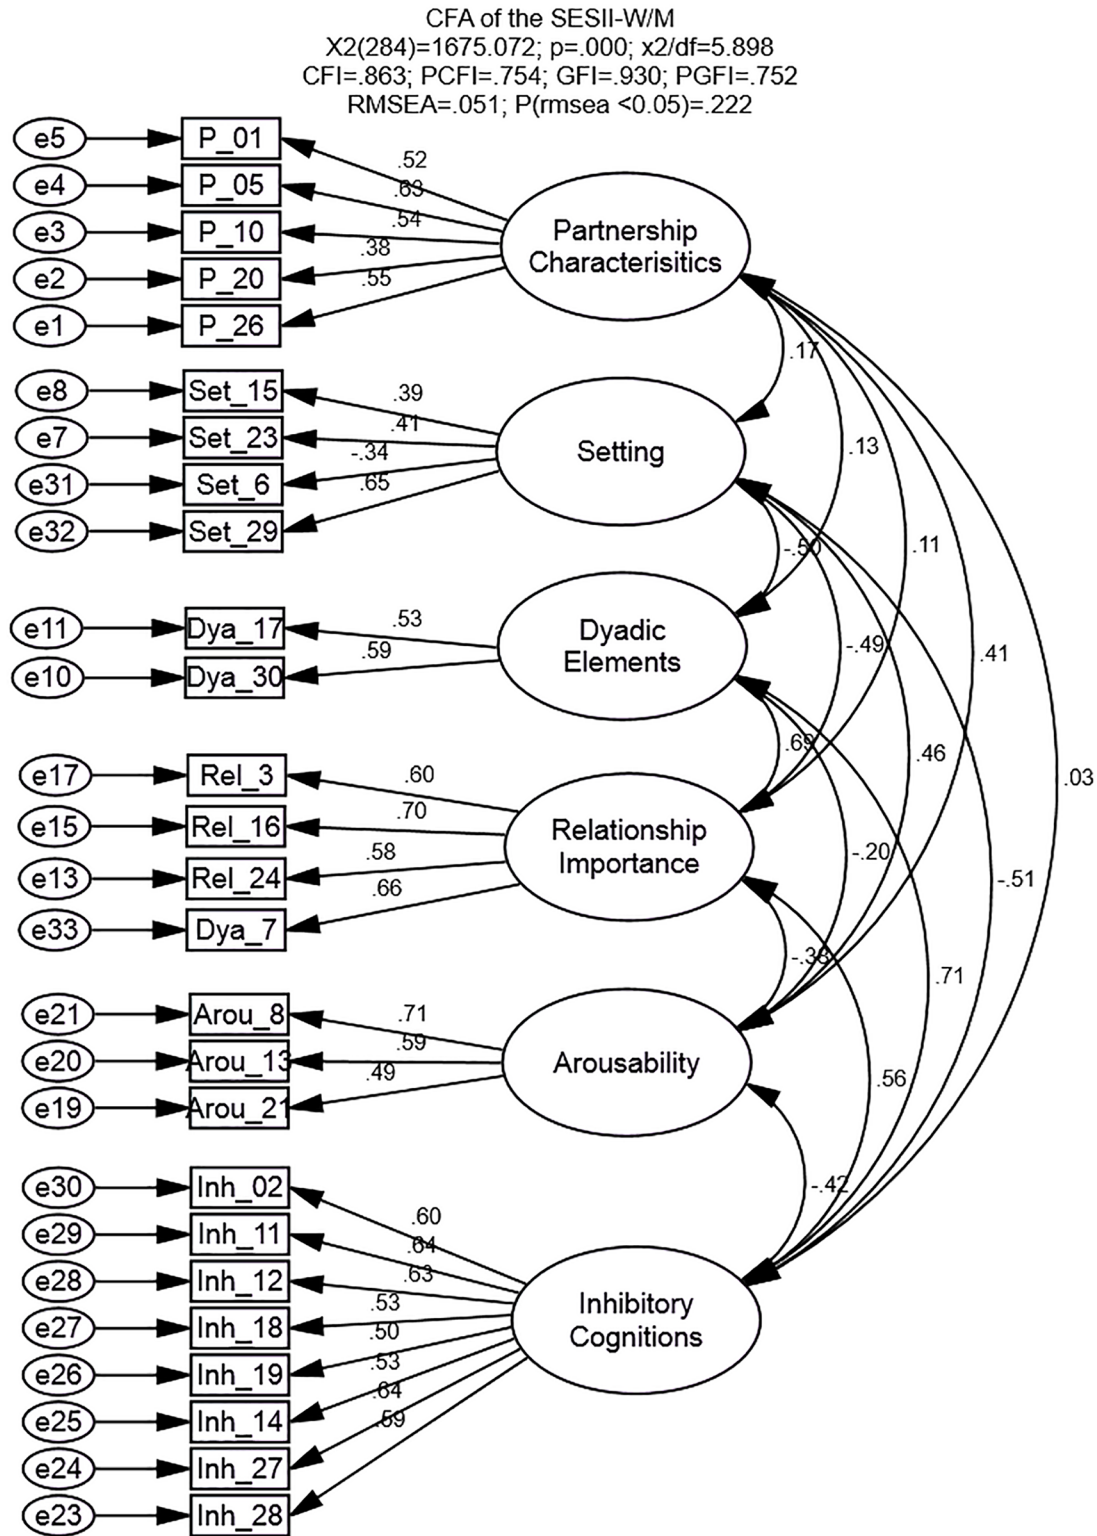 CFA of the SESII-W/M
X2(284)=1675.072; p=.000; x2/df=5.898
CFI=.863; PCFI=.754; GFI=.930; PGFI=.752
RMSEA=.051; P(rmsea <0.05)=.222
e5 P_01 .52
e4 P_05 .63
e3 P_10 .54
e2 P_20 .38
e1 P_26 .55
Partnership
Characterisitics
.17
e8 Set_15 .39
e7 Set_23 .41
e31 Set_6 -.34
e32 Set_29 .65
Setting
.13
-.50
.11
e11 Dya_17 .53
e10 Dya_30 .59
Dyadic
Elements
-.49
.41
e17 Rel_3 .60
e15 Rel_16 .70
e13 Rel_24 .58
e33 Dya_7 .66
Relationship
Importance
.69
.46
.03
-.20
-.51
-.38
.71
e21 Arou_8 .71
e20 Arou_13 .59
e19 Arou_21 .49
Arousability
.56
-.42
e30 Inh_02 .60
e29 Inh_11 .64
e28 Inh_12 .63
e27 Inh_18 .53
e26 Inh_19 .50
e25 Inh_14 .53
e24 Inh_27 .64
e23 Inh_28 .59
Inhibitory
Cognitions